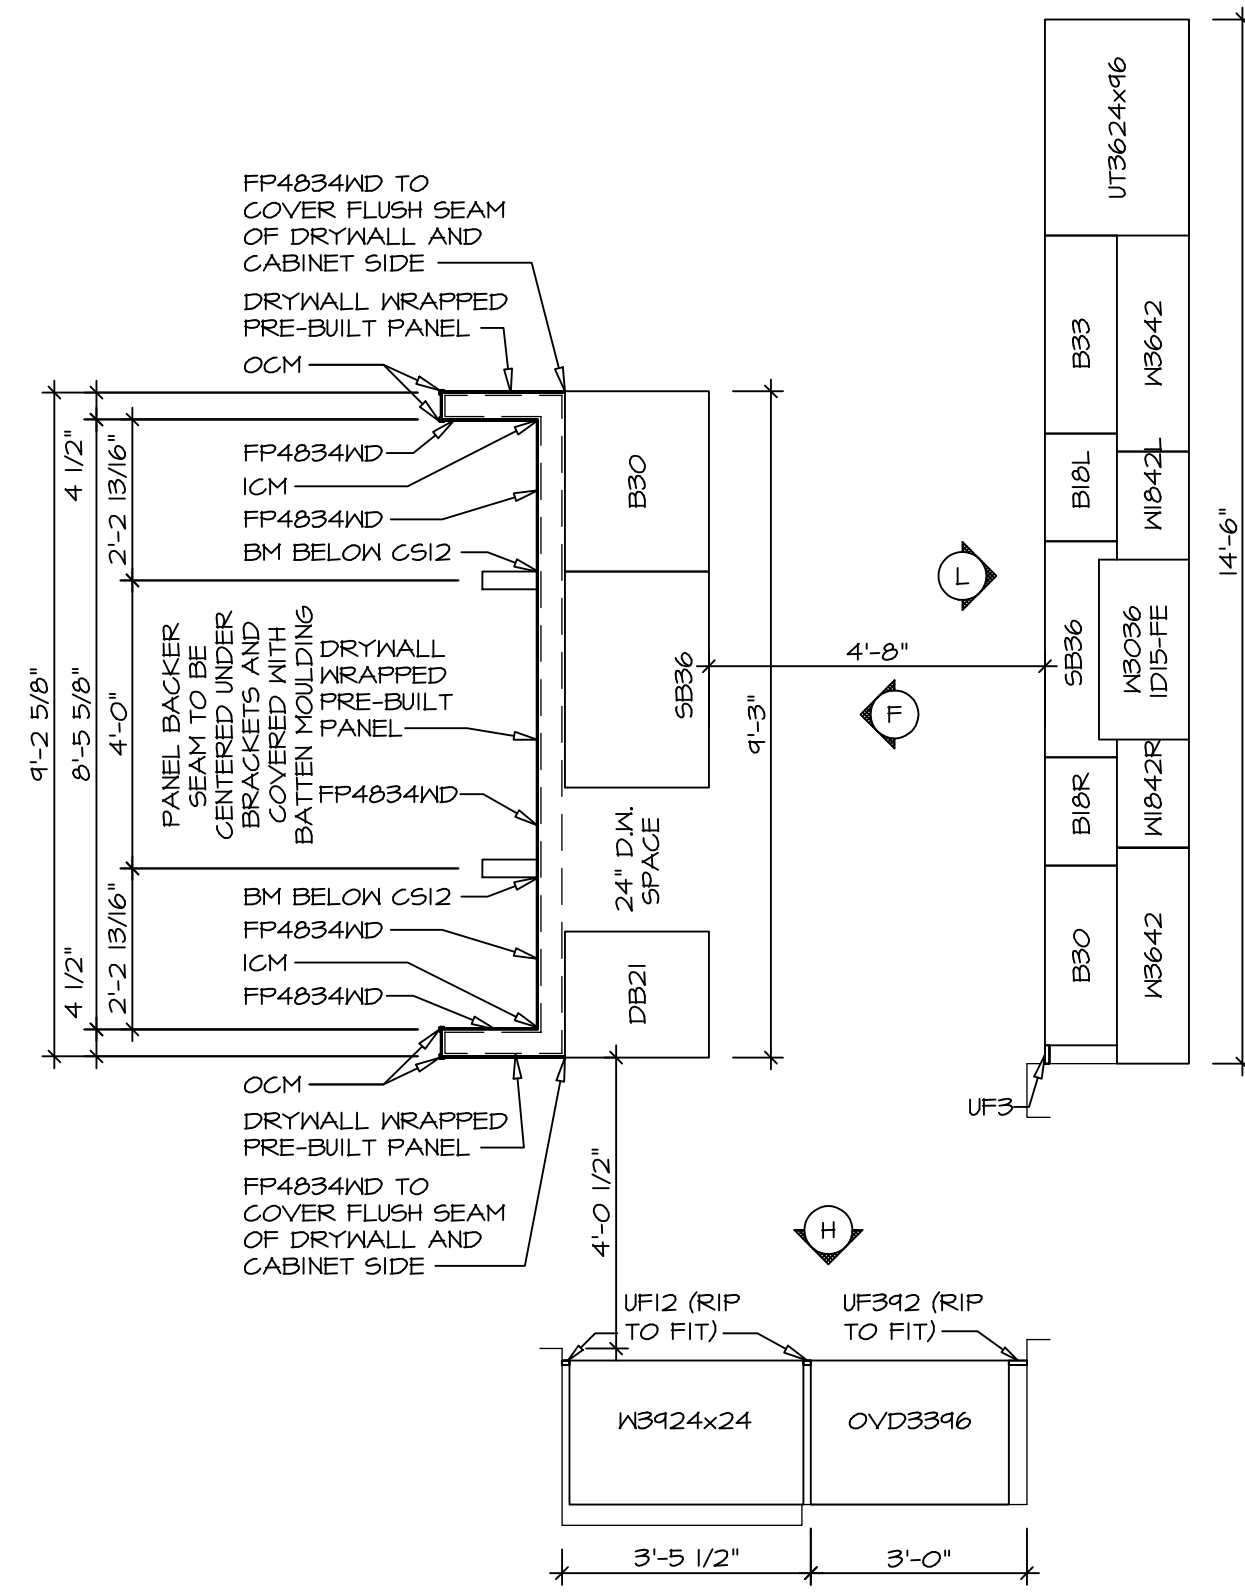 FP4834WD TO
COVER FLUSH SEAM
OF DRYWALL AND
CABINET SIDE
DRYWALL WRAPPED
PRE-BUILT PANEL
OCM
FP4834WD
ICM
FP4834WD
BM BELOW CS12
PANEL BACKER
SEAM TO BE
CENTERED UNDER
BRACKETS AND
COVERED WITH
BATTEN MOULDING
DRYWALL
WRAPPED
PRE-BUILT
PANEL
FP4834WD
BM BELOW CS12
FP4834WD
ICM
FP4834WD
OCM
DRYWALL WRAPPED
PRE-BUILT PANEL
FP4834WD TO
COVER FLUSH SEAM
OF DRYWALL AND
CABINET SIDE
9'-2 5/8"
4 1/2"
8'-5 5/8"
4 1/2"
2'-2 13/16"
4'-0"
2'-2 13/16"
B30
SB36
24" D.W.
SPACE
DB21
9'-3"
4'-8"
L
F
H
4'-0 1/2"
UT3624x96
B33
W3642
B18L
W1842L
SB36
W3036
1D15-FE
B18R
W1842R
B30
W3642
14'-6"
UF3
UF12 (RIP
TO FIT)
UF392 (RIP
TO FIT)
W3924x24
OVD3396
3'-5 1/2"
3'-0"